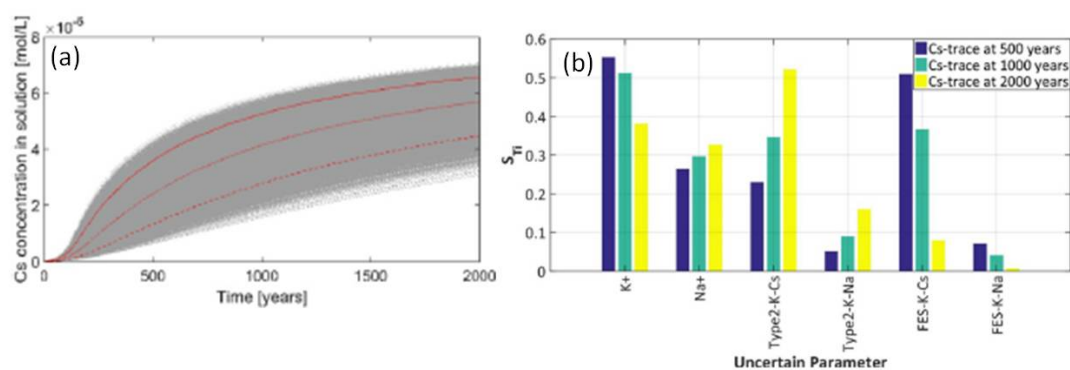 (a)
×10⁻⁵
8
6
4
2
0
Cs concentration in solution [mol/L]
0 500 1000 1500 2000
Time [years]
(b)
Cs-trace at 500 years
Cs-trace at 1000 years
Cs-trace at 2000 years
0.6
0.5
0.4
0.3
0.2
0.1
0
S_Ti
K+
Na+
Type2-K-Cs
Type2-K-Na
FES-K-Cs
FES-K-Na
Uncertain Parameter